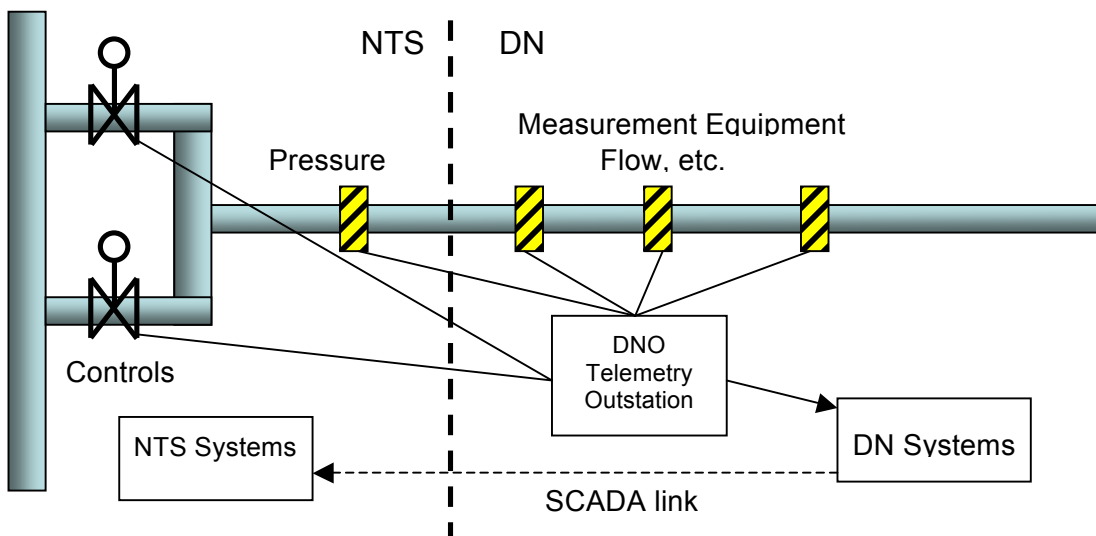 NTS
DN
Measurement Equipment
Flow, etc.
Pressure
Controls
DNO
Telemetry
Outstation
NTS Systems
DN Systems
SCADA link